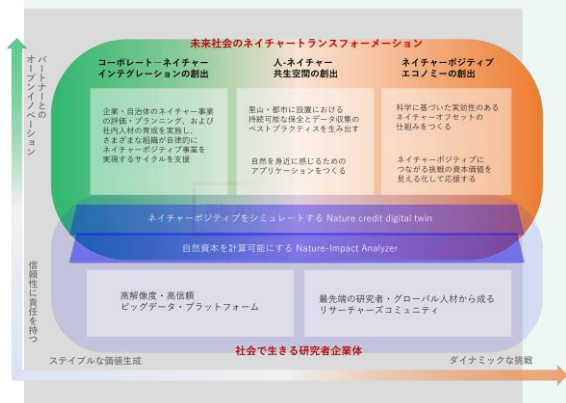 未来社会のネイチャートランスフォーメーション
パートナーとの
オープンイノベーション
コーポレート―ネイチャー
インテグレーションの創出
人-ネイチャー
共生空間の創出
ネイチャーポジティブ
エコノミーの創出
企業・自治体のネイチャー事業
の評価・プランニング、および
社内人材の育成を実施し、
さまざまな組織が自律的に
ネイチャーポジティブ事業を
実現するサイクルを支援
里山・都市に設置における
持続可能な保全とデータ収集の
ベストプラクティスを生み出す
自然を身近に感じるための
アプリケーションをつくる
科学に基づいた実効性のある
ネイチャーオフセットの
仕組みをつくる
ネイチャーポジティブに
つながる挑戦の資本価値を
見える化して応援する
ネイチャーポジティブをシミュレートする Nature credit digital twin
自然資本を計算可能にする Nature-Impact Analyzer
信頼性に責任を持つ
高解像度・高信頼
ビッグデータ・プラットフォーム
最先端の研究者・グローバル人材から成る
リサーチャーズコミュニティ
社会で生きる研究者企業体
ステイブルな価値生成
ダイナミックな挑戦